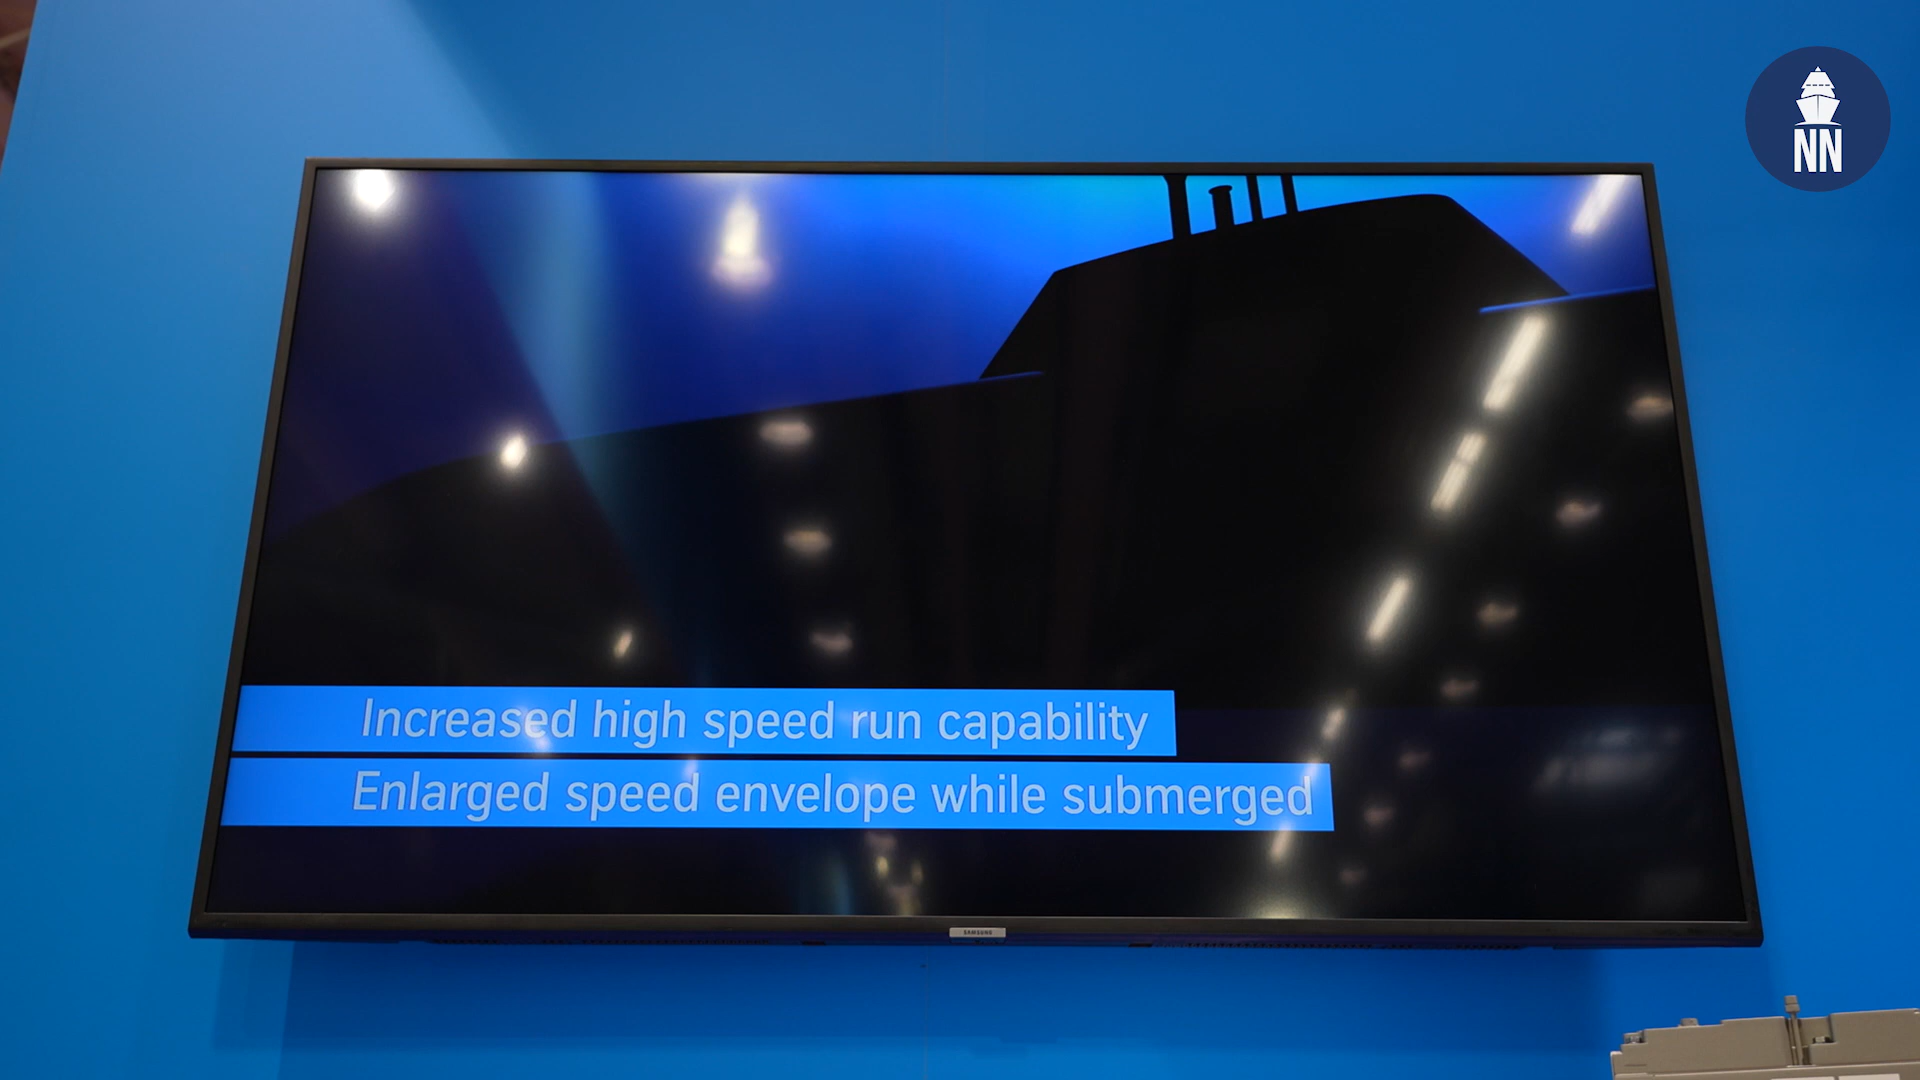 NN
Increased high speed run capability
Enlarged speed envelope while submerged
SAMSUNG